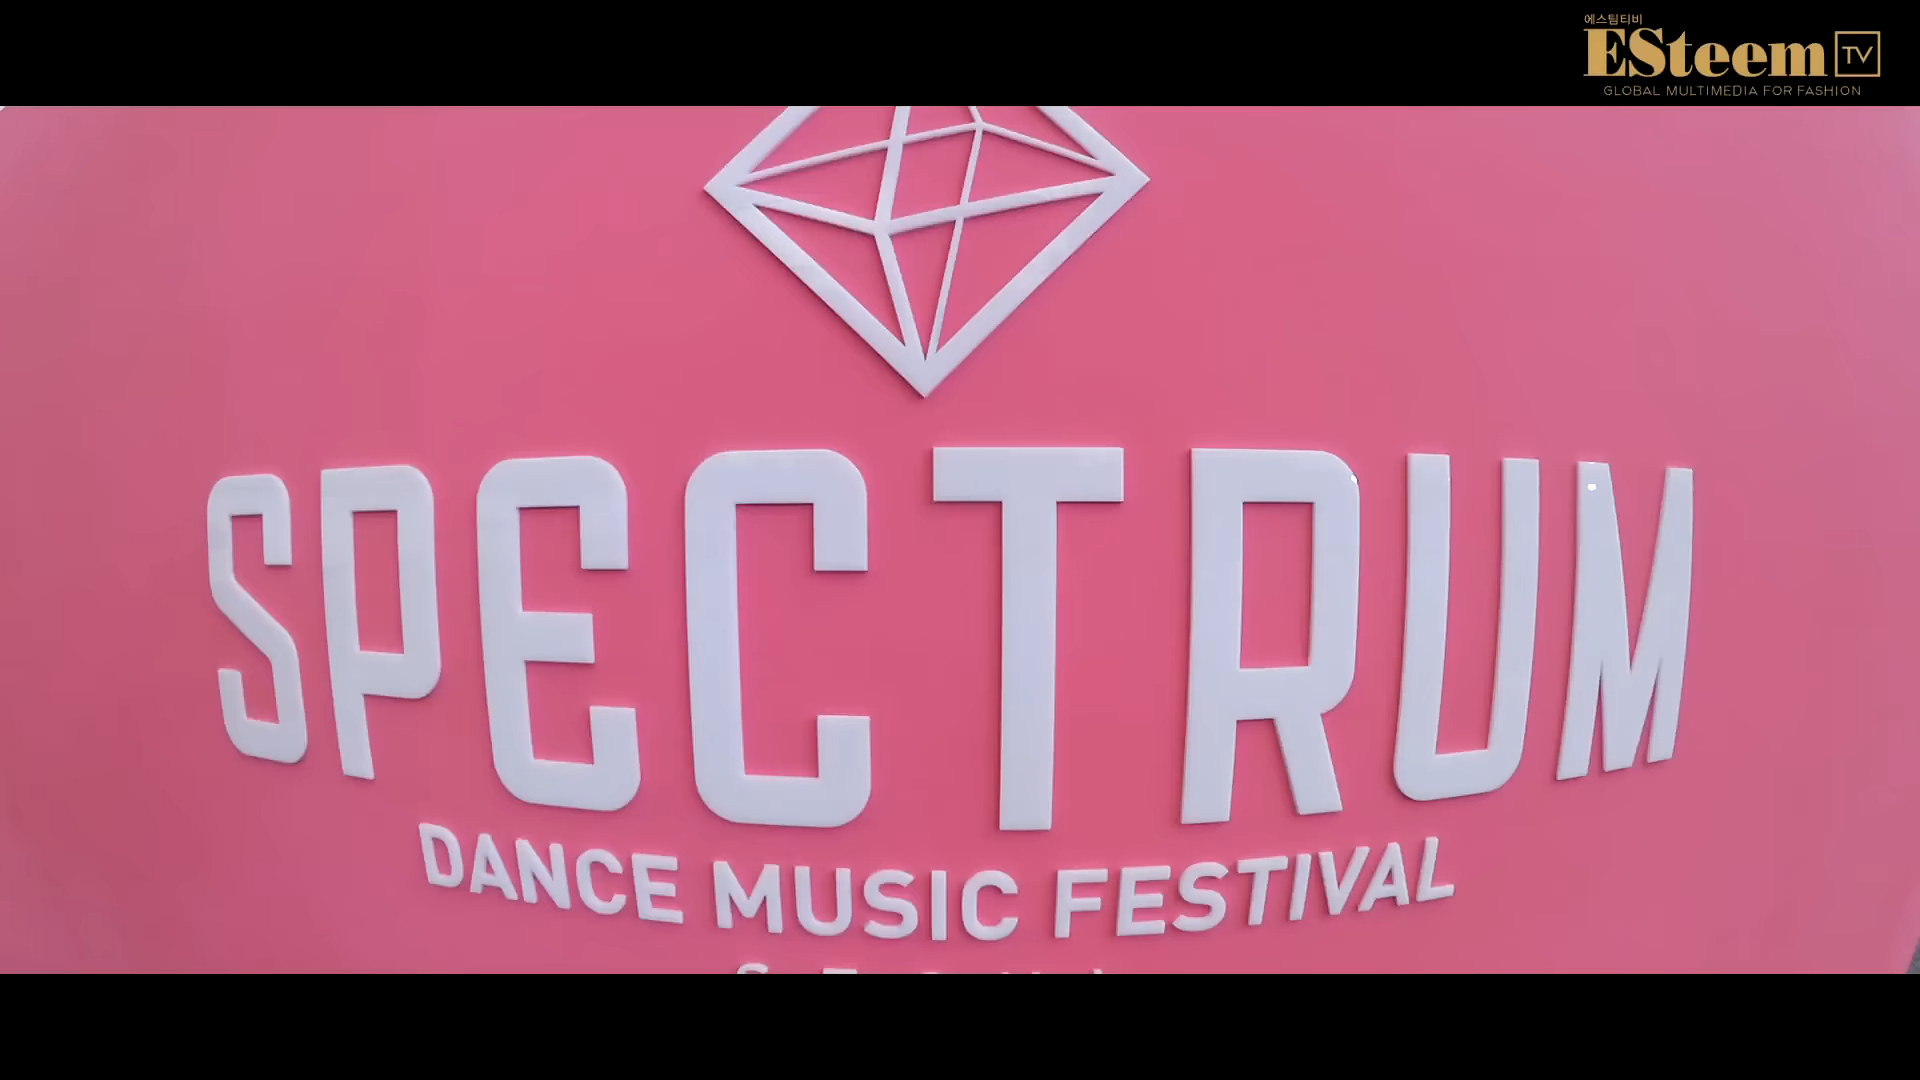 에스팀티비
ESteem TV
GLOBAL MULTIMEDIA FOR FASHION
SPECTRUM
DANCE MUSIC FESTIVAL